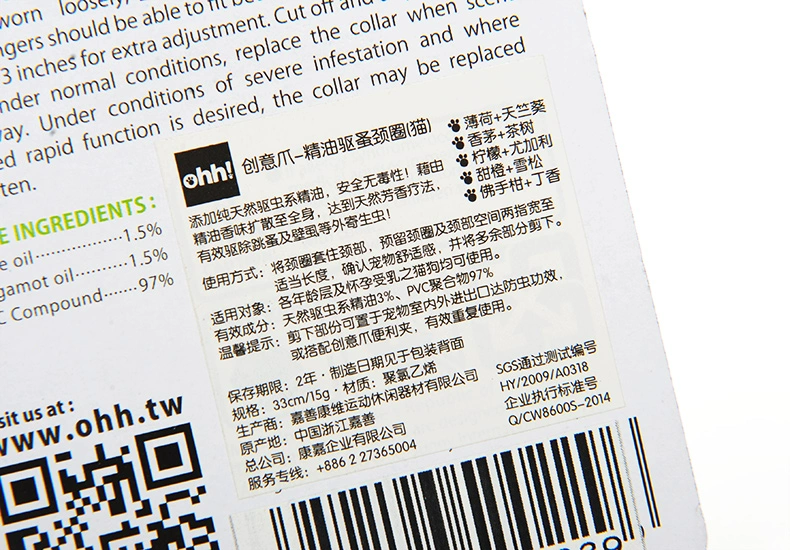 worn loosely,
ngers should be able to fit be
3 inches for extra adjustment. Cut off and
nder normal conditions, replace the collar when scen
way. Under conditions of severe infestation and where
ed rapid function is desired, the collar may be replaced
ten.
E INGREDIENTS:
e oil 1.5%
gamot oil 1.5%
C Compound 97%
sit us at :
www.ohh.tw
ohh!
创意爪-精油驱蚤颈圈(猫)
薄荷+天竺葵
香茅+茶树
柠檬+尤加利
甜橙+雪松
佛手柑+丁香
添加纯天然驱虫系精油，安全无毒性！藉由
精油香味扩散至全身，达到天然芳香疗法，
有效驱除跳蚤及壁虱等外寄生虫！
使用方式：将颈圈套住颈部，预留颈圈及颈部空间两指宽至
适当长度，确认宠物舒适感，并将多余部分剪下。
适用对象：各年龄层及怀孕受乳之猫狗均可使用。
有效成分：天然驱虫系精油3%、PVC聚合物97%
温馨提示：剪下部份可置于宠物室内外进出口达防虫功效，
或搭配创意爪便利夹，有效重复使用。
保存期限：2年·制造日期见于包装背面
规格：33cm/15g·材质：聚氯乙烯
生产商：嘉善康维运动休闲器材有限公司
原产地：中国浙江嘉善
总公司：康嘉企业有限公司
服务专线：+886 2 27365004
SGS通过测试编号
HY/2009/A0318
企业执行标准号
Q/CW8600S-2014